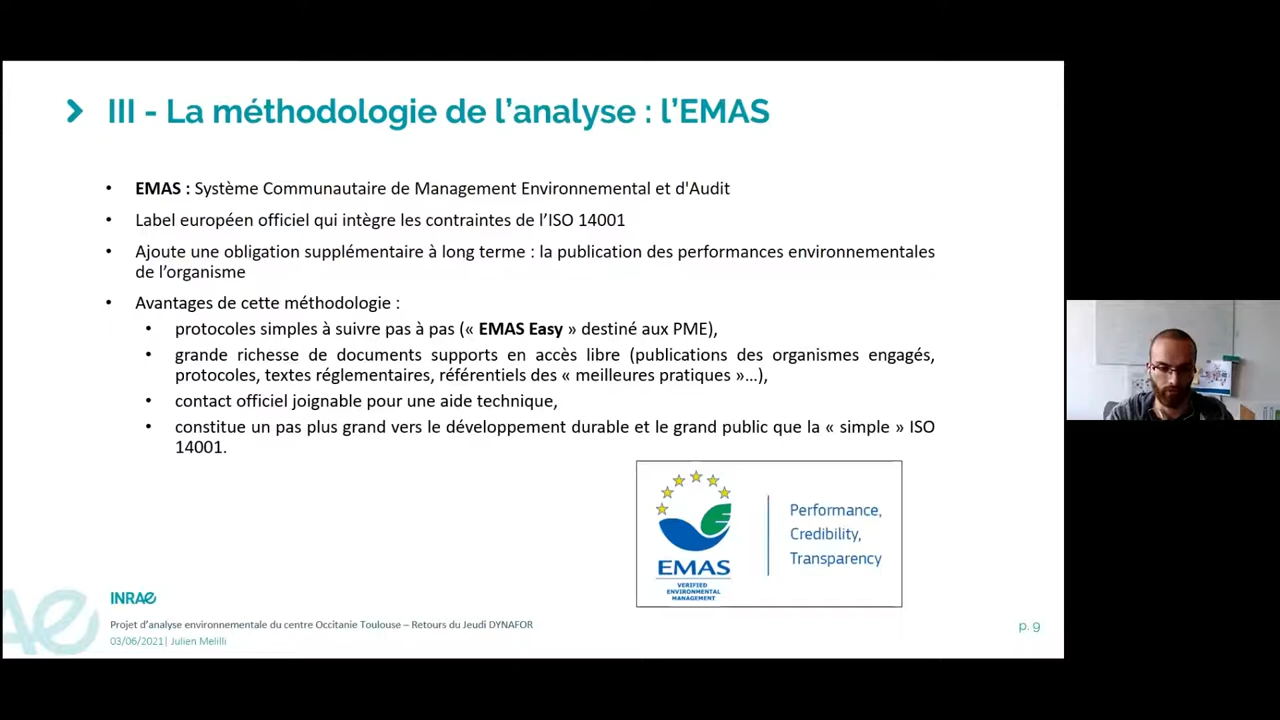 III - La méthodologie de l'analyse : l'EMAS
EMAS : Système Communautaire de Management Environnemental et d'Audit
Label européen officiel qui intègre les contraintes de l'ISO 14001
Ajoute une obligation supplémentaire à long terme : la publication des performances environnementales
de l'organisme
Avantages de cette méthodologie :
protocoles simples à suivre pas à pas (« EMAS Easy » destiné aux PME),
grande richesse de documents supports en accès libre (publications des organismes engagés,
protocoles, textes réglementaires, référentiels des « meilleures pratiques »…),
contact officiel joignable pour une aide technique,
constitue un pas plus grand vers le développement durable et le grand public que la « simple » ISO
14001.
EMAS
VERIFIED
ENVIRONMENTAL
MANAGEMENT
Performance,
Credibility,
Transparency
INRAE
Projet d'analyse environnementale du centre Occitanie Toulouse – Retours du Jeudi DYNAFOR
03/06/2021| Julien Melilli
p. 9